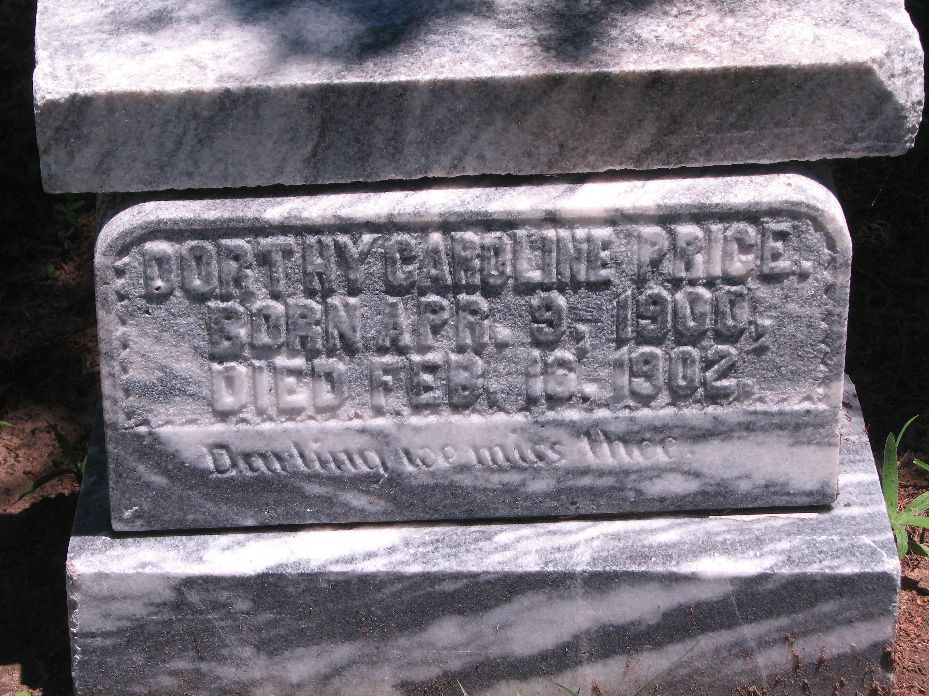 DORTHY CAROLINE PRICE.
BORN APR. 9, 1900,
DIED FEB. 16, 1902.
Darling we miss thee.